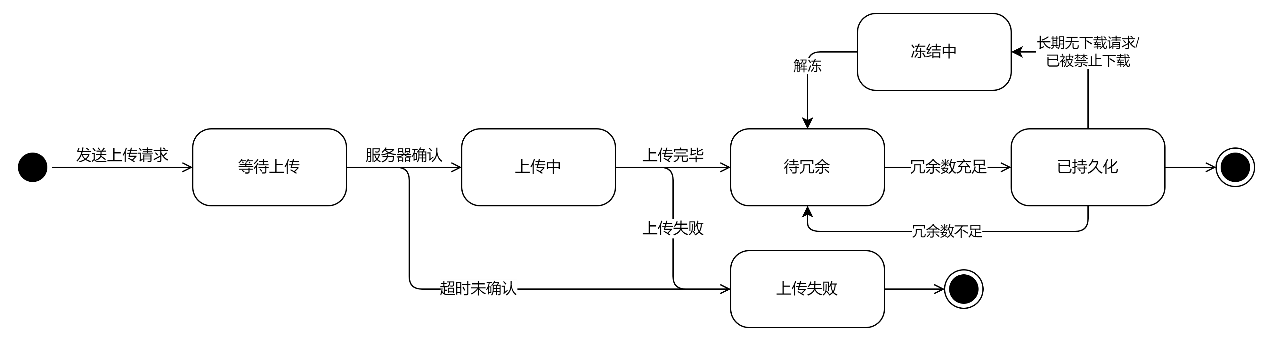 长期无下载请求/
已被禁止下载
冻结中
解冻
发送上传请求
等待上传
服务器确认
上传中
上传完毕
待冗余
冗余数充足
已持久化
上传失败
冗余数不足
超时未确认
上传失败